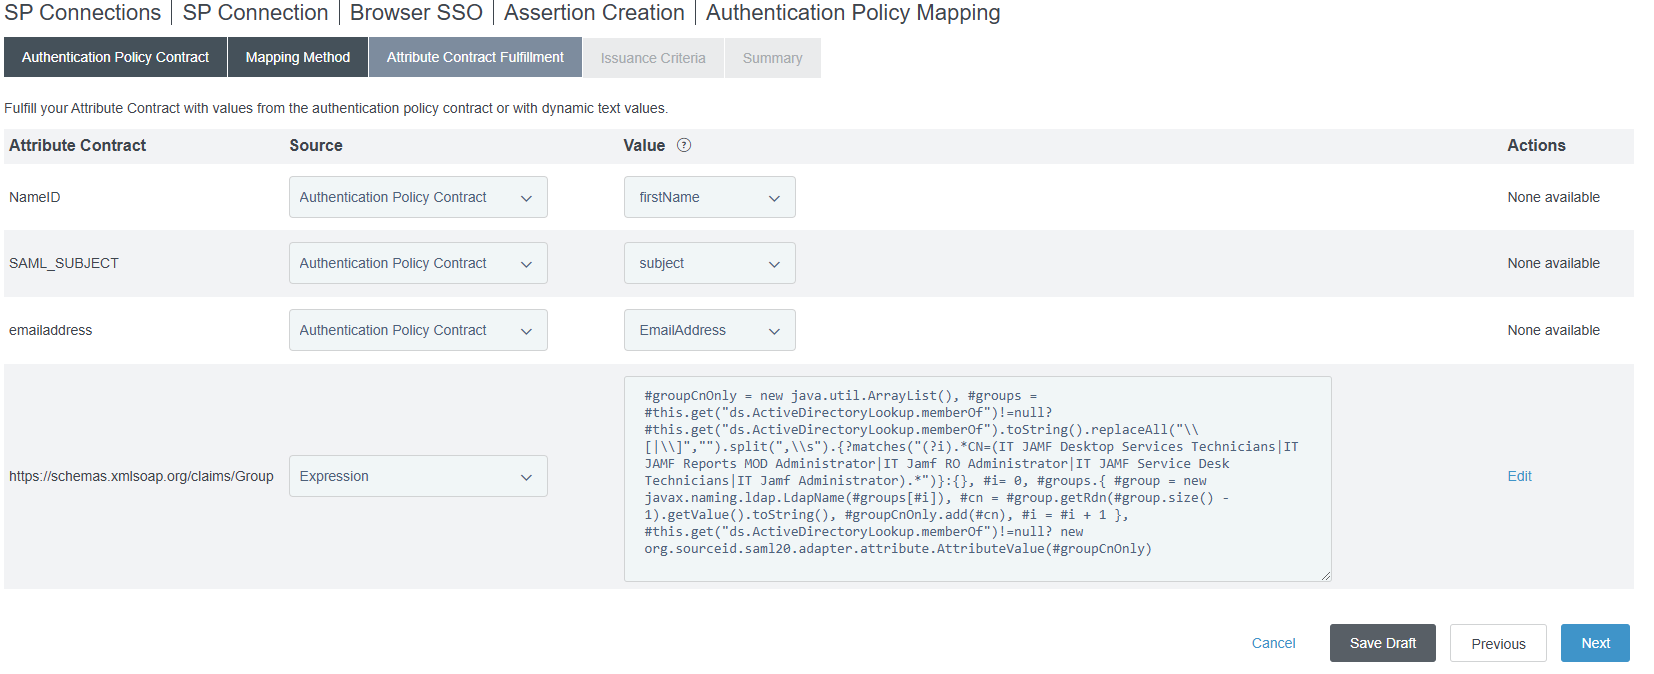 SP Connections | SP Connection | Browser SSO | Assertion Creation | Authentication Policy Mapping
Authentication Policy Contract Mapping Method Attribute Contract Fulfillment Issuance Criteria Summary
Fulfill your Attribute Contract with values from the authentication policy contract or with dynamic text values.
Attribute Contract Source Value ? Actions
NameID Authentication Policy Contract firstName None available
SAML_SUBJECT Authentication Policy Contract subject None available
emailaddress Authentication Policy Contract EmailAddress None available
https://schemas.xmlsoap.org/claims/Group Expression
#groupCnOnly = new java.util.ArrayList(), #groups =
#this.get("ds.ActiveDirectoryLookup.memberOf")!=null?
#this.get("ds.ActiveDirectoryLookup.memberOf").toString().replaceAll("\\
[|\\]","").split(",\\s").{?matches("(?i).*CN=(IT JAMF Desktop Services Technicians|IT
JAMF Reports MOD Administrator|IT Jamf RO Administrator|IT JAMF Service Desk
Technicians|IT Jamf Administrator).*")}:{}, #i= 0, #groups.{ #group = new
javax.naming.ldap.LdapName(#groups[#i]), #cn = #group.getRdn(#group.size() -
1).getValue().toString(), #groupCnOnly.add(#cn), #i = #i + 1 },
#this.get("ds.ActiveDirectoryLookup.memberOf")!=null? new
org.sourceid.saml20.adapter.attribute.AttributeValue(#groupCnOnly)
Edit
Cancel Save Draft Previous Next